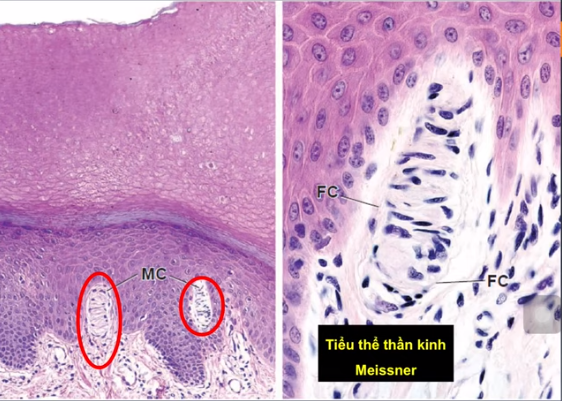 MC
FC
FC
Tiểu thể thần kinh
Meissner